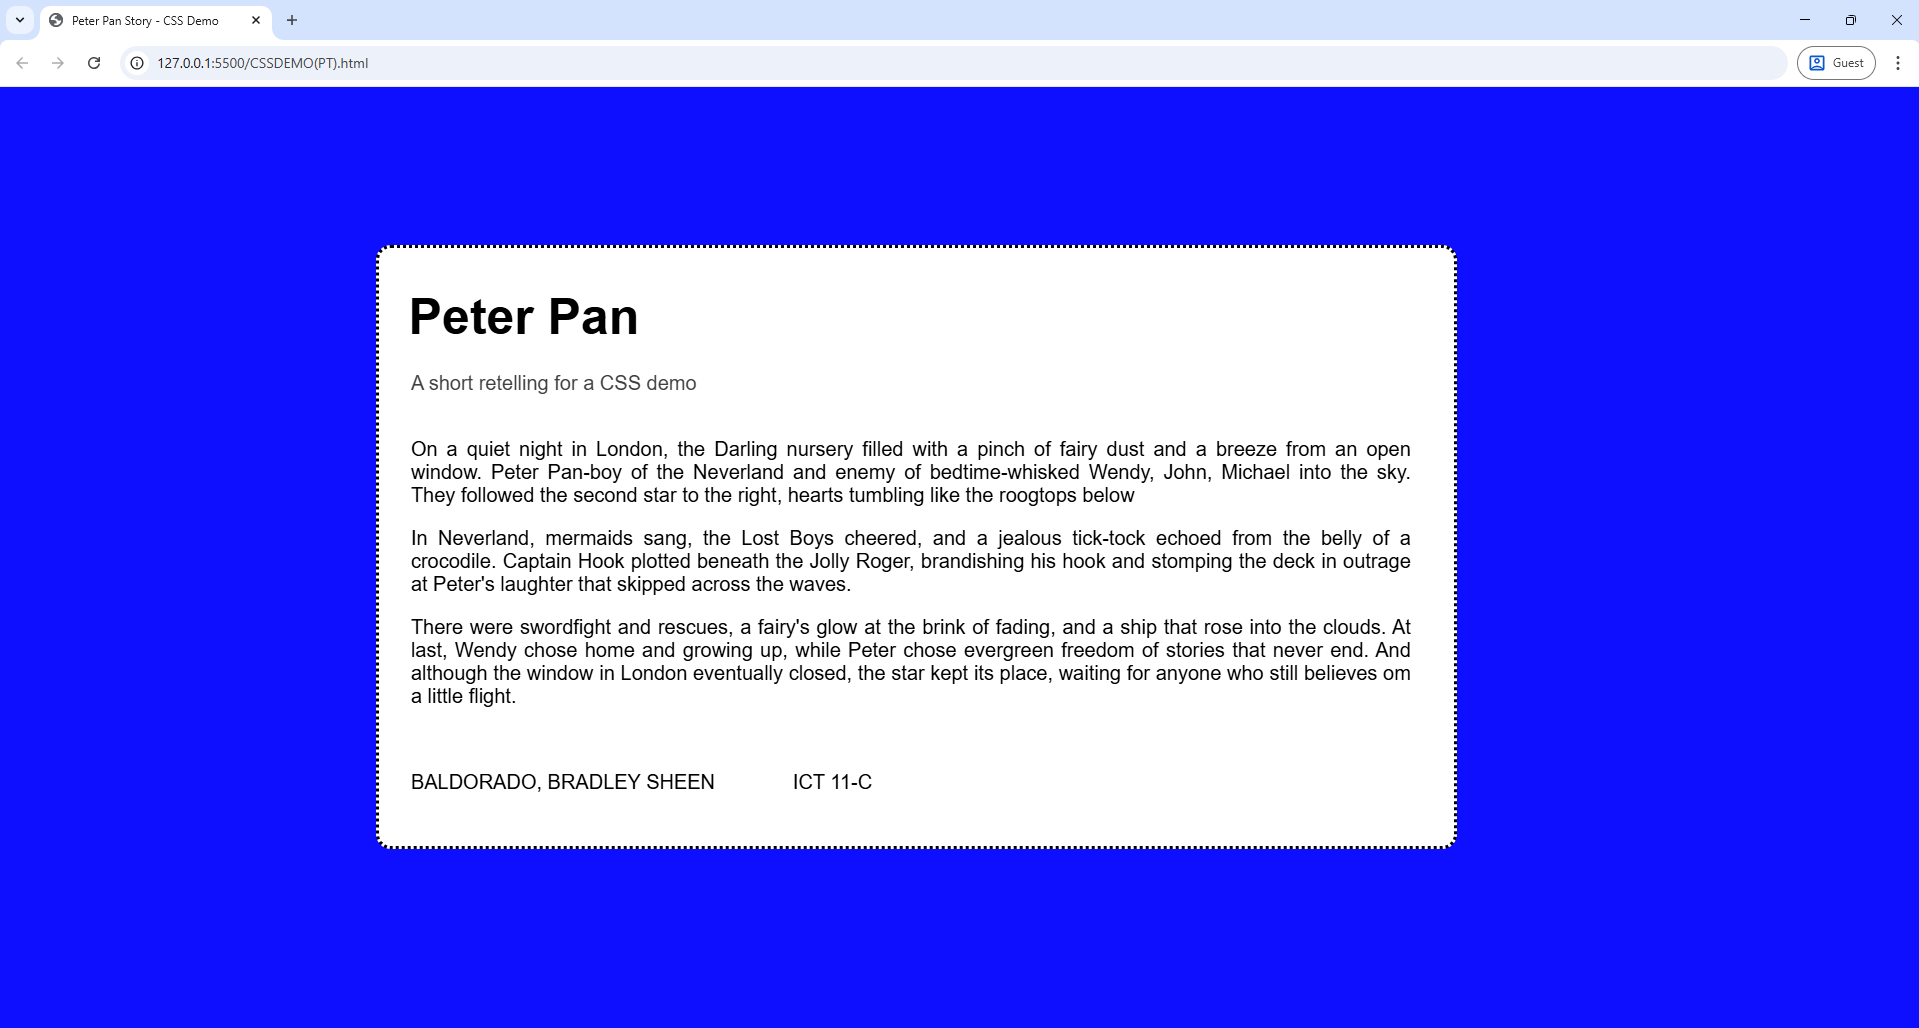 Peter Pan Story - CSS Demo
127.0.0.1:5500/CSSDEMO(PT).html
Guest
Peter Pan
A short retelling for a CSS demo
On a quiet night in London, the Darling nursery filled with a pinch of fairy dust and a breeze from an open
window. Peter Pan-boy of the Neverland and enemy of bedtime-whisked Wendy, John, Michael into the sky.
They followed the second star to the right, hearts tumbling like the roogtops below
In Neverland, mermaids sang, the Lost Boys cheered, and a jealous tick-tock echoed from the belly of a
crocodile. Captain Hook plotted beneath the Jolly Roger, brandishing his hook and stomping the deck in outrage
at Peter's laughter that skipped across the waves.
There were swordfight and rescues, a fairy's glow at the brink of fading, and a ship that rose into the clouds. At
last, Wendy chose home and growing up, while Peter chose evergreen freedom of stories that never end. And
although the window in London eventually closed, the star kept its place, waiting for anyone who still believes om
a little flight.
BALDORADO, BRADLEY SHEEN ICT 11-C